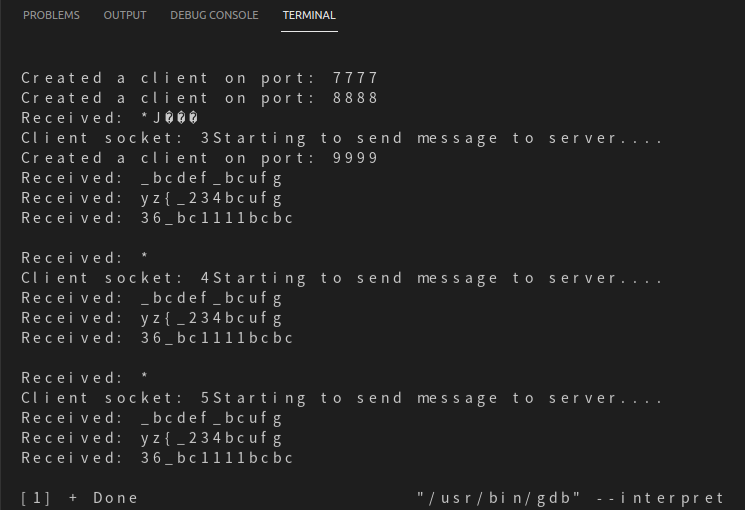 PROBLEMS OUTPUT DEBUG CONSOLE TERMINAL
Created a client on port: 7777
Created a client on port: 8888
Received: *J���
Client socket: 3Starting to send message to server....
Created a client on port: 9999
Received: _bcdef_bcufg
Received: yz{_234bcufg
Received: 36_bc1111bcbc
Received: *
Client socket: 4Starting to send message to server....
Received: _bcdef_bcufg
Received: yz{_234bcufg
Received: 36_bc1111bcbc
Received: *
Client socket: 5Starting to send message to server....
Received: _bcdef_bcufg
Received: yz{_234bcufg
Received: 36_bc1111bcbc
[1] + Done "/usr/bin/gdb" --interpret